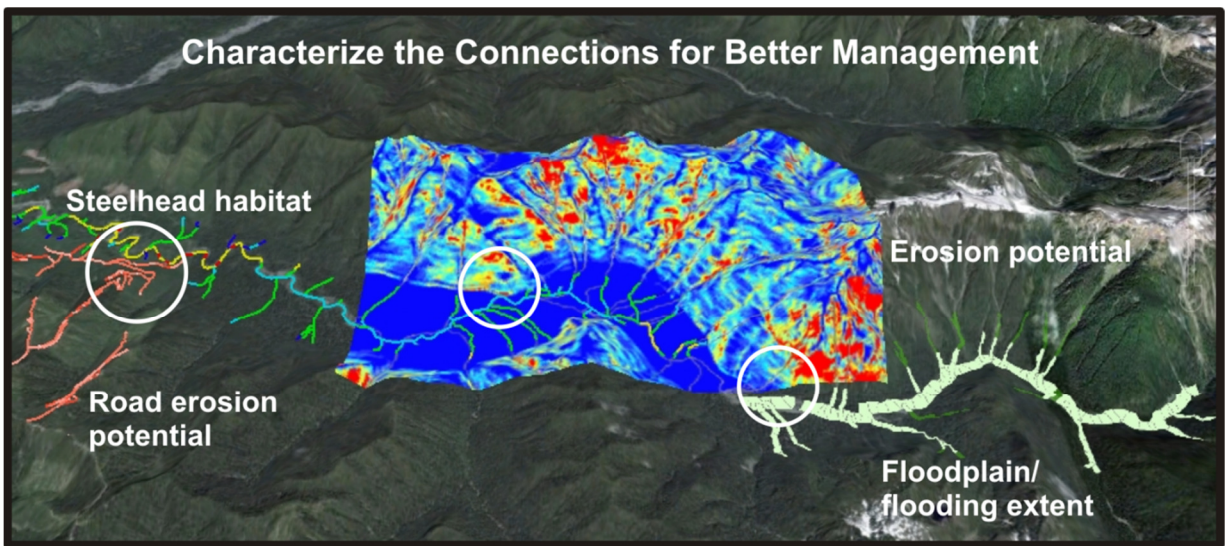 Characterize the Connections for Better Management
Steelhead habitat
Erosion potential
Road erosion
potential
Floodplain/
flooding extent